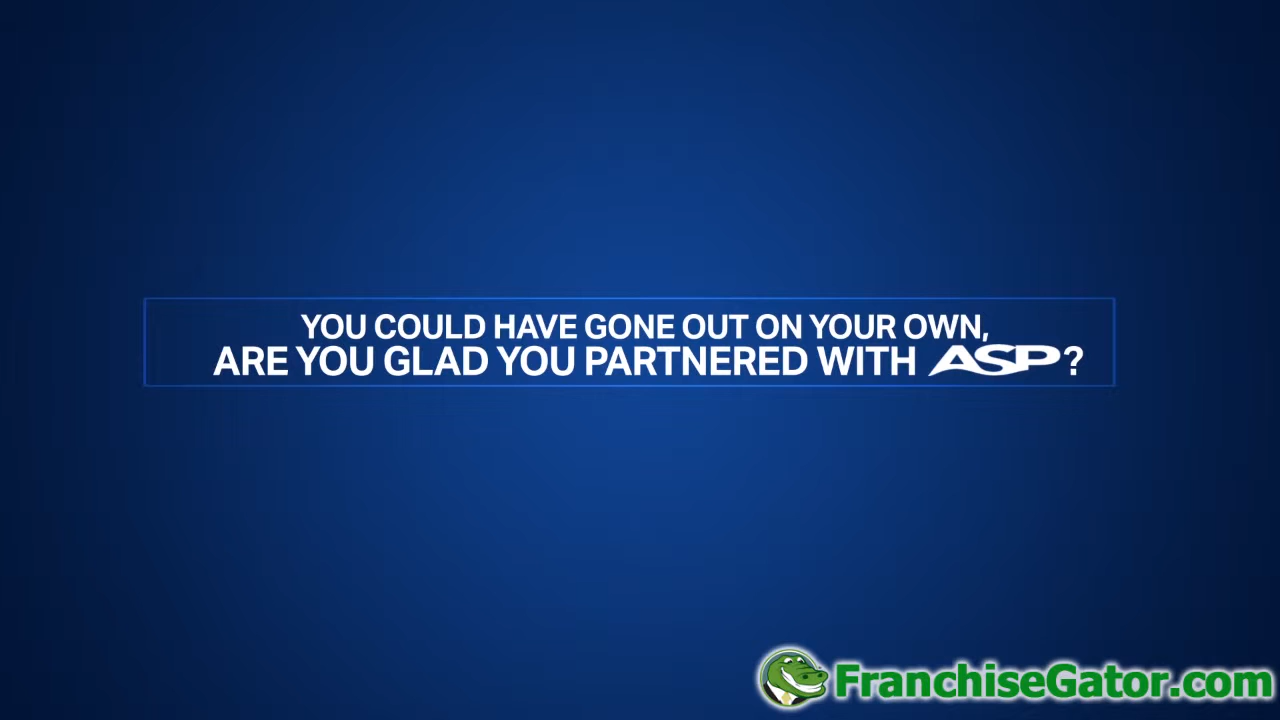 YOU COULD HAVE GONE OUT ON YOUR OWN,
ARE YOU GLAD YOU PARTNERED WITH ASP?
FranchiseGator.com